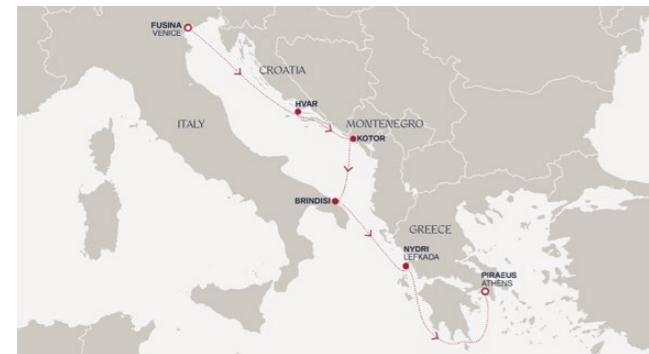 FUSINA
VENICE
CROATIA
HVAR
ITALY
MONTENEGRO
KOTOR
BRINDISI
GREECE
NYDRI
LEFKADA
PIRAEUS
ATHENS